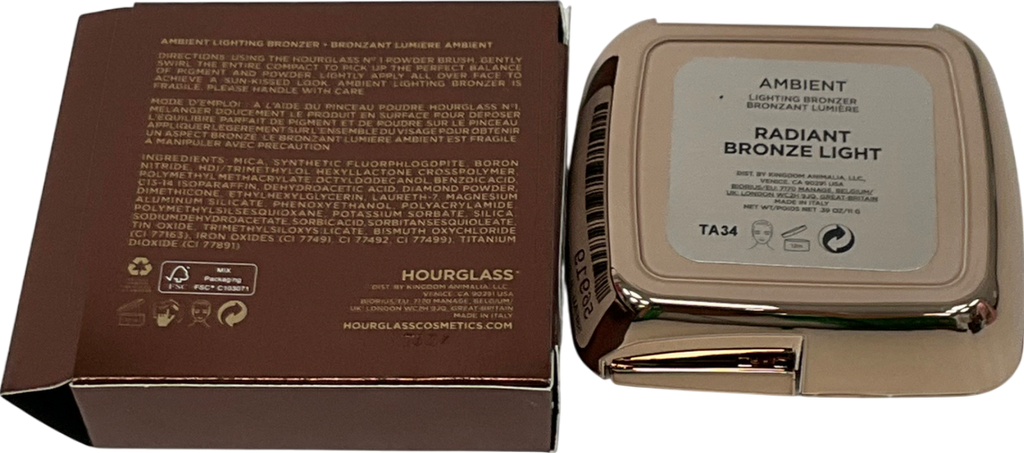 AMBIENT LIGHTING BRONZER • BRONZANT LUMIÈRE AMBIENT
DIRECTIONS: USING THE HOURGLASS Nº 1 POWDER BRUSH, GENTLY
SWIRL THE ENTIRE COMPACT TO PICK UP THE PERFECT BALANCE
OF PIGMENT AND POWDER. LIGHTLY APPLY ALL OVER FACE TO
ACHIEVE A SUN-KISSED LOOK. AMBIENT LIGHTING BRONZER IS
FRAGILE. PLEASE HANDLE WITH CARE
MODE D'EMPLOI : À L'AIDE DU PINCEAU POUDRE HOURGLASS Nº1,
MÉLANGER DOUCEMENT LE PRODUIT EN SURFACE POUR DÉPOSER
L'ÉQUILIBRE PARFAIT DE PIGMENT ET DE POUDRE SUR LE PINCEAU.
APPLIQUER LÉGÈREMENT SUR L'ENSEMBLE DU VISAGE POUR OBTENIR
UN ASPECT BRONZÉ. LE BRONZANT LUMIÈRE AMBIENT EST FRAGILE
À MANIPULER AVEC PRÉCAUTION
INGREDIENTS: MICA, SYNTHETIC FLUORPHLOGOPITE, BORON
NITRIDE, HDI/TRIMETHYLOL HEXYLLACTONE CROSSPOLYMER,
POLYMETHYL METHACRYLATE, OCTYLDODECANOL, BENZOIC ACID,
C13-14 ISOPARAFFIN, DEHYDROACETIC ACID, DIAMOND POWDER,
DIMETHICONE, ETHYLHEXYLGLYCERIN, LAURETH-7, MAGNESIUM
ALUMINUM SILICATE, PHENOXYETHANOL, POLYACRYLAMIDE,
POLYMETHYLSILSESQUIOXANE, POTASSIUM SORBATE, SILICA,
SODIUM DEHYDROACETATE, SORBIC ACID, SORBITAN SESQUIOLEATE,
TIN OXIDE, TRIMETHYLSILOXYSILICATE, BISMUTH OXYCHLORIDE
(CI 77163), IRON OXIDES (CI 77491, CI 77492, CI 77499), TITANIUM
DIOXIDE (CI 77891)
FSC
MIX
Packaging
FSC® C103071
HOURGLASS®
DIST. BY KINGDOM ANIMALIA, LLC.,
VENICE, CA 90291 USA
BIORIUS/EU: 7170 MANAGE, BELGIUM/
UK: LONDON WC2H 9JQ, GREAT-BRITAIN
MADE IN ITALY
HOURGLASSCOSMETICS.COM
AMBIENT
LIGHTING BRONZER
BRONZANT LUMIÈRE
RADIANT
BRONZE LIGHT
DIST. BY KINGDOM ANIMALIA, LLC.,
VENICE, CA 90291 USA
BIORIUS/EU: 7170 MANAGE, BELGIUM/
UK: LONDON WC2H 9JQ, GREAT-BRITAIN
MADE IN ITALY
NET WT/POIDS NET .39 OZ/11 G
TA34
12M